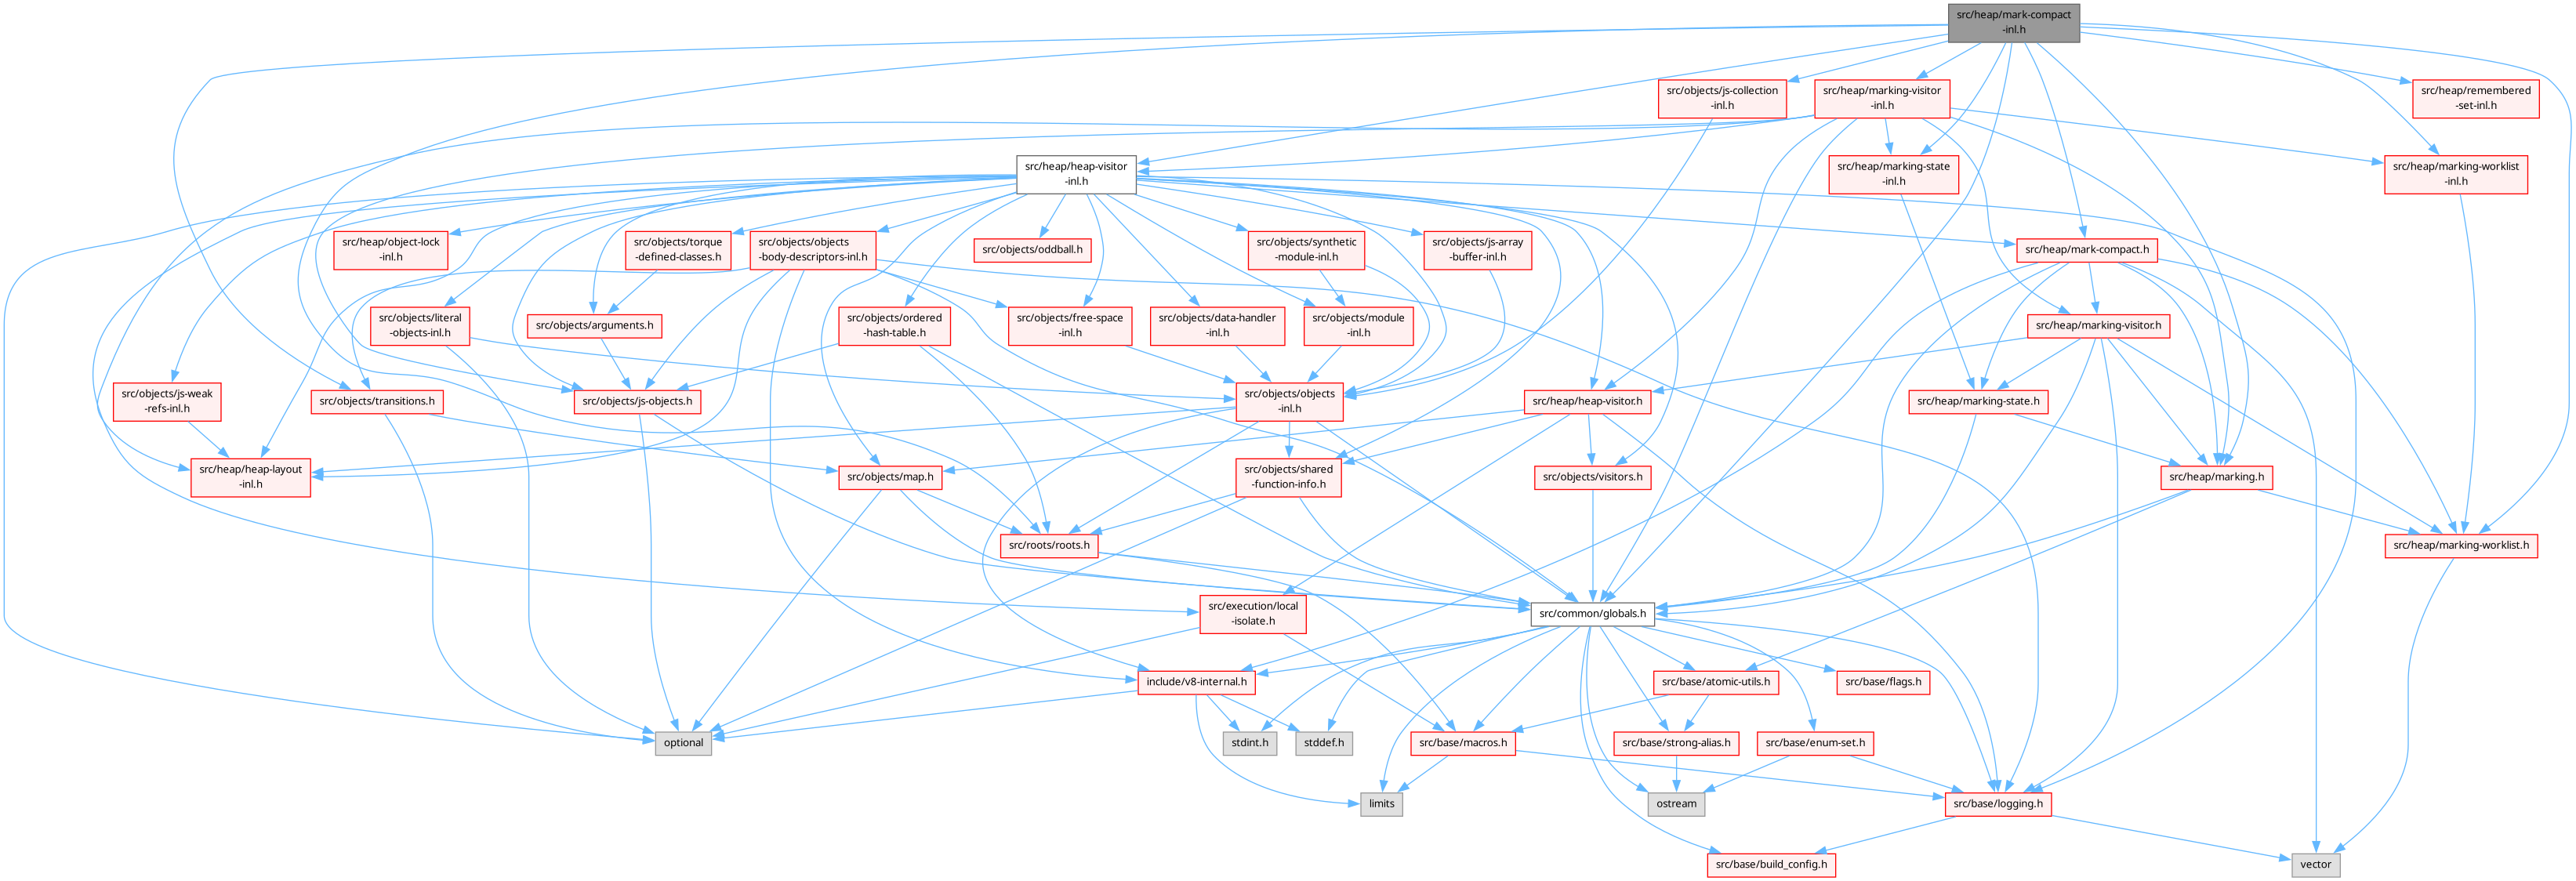 src/heap/mark-compact
-inl.h
src/objects/js-collection
-inl.h
src/heap/marking-visitor
-inl.h
src/heap/remembered
-set-inl.h
src/heap/heap-visitor
-inl.h
src/heap/marking-state
-inl.h
src/heap/marking-worklist
-inl.h
src/heap/object-lock
-inl.h
src/objects/torque
-defined-classes.h
src/objects/objects
-body-descriptors-inl.h
src/objects/oddball.h
src/objects/synthetic
-module-inl.h
src/objects/js-array
-buffer-inl.h
src/heap/mark-compact.h
src/objects/literal
-objects-inl.h
src/objects/arguments.h
src/objects/ordered
-hash-table.h
src/objects/free-space
-inl.h
src/objects/data-handler
-inl.h
src/objects/module
-inl.h
src/heap/marking-visitor.h
src/objects/js-weak
-refs-inl.h
src/objects/transitions.h
src/objects/js-objects.h
src/objects/objects
-inl.h
src/heap/heap-visitor.h
src/heap/marking-state.h
src/heap/heap-layout
-inl.h
src/objects/map.h
src/objects/shared
-function-info.h
src/objects/visitors.h
src/heap/marking.h
src/roots/roots.h
src/heap/marking-worklist.h
src/execution/local
-isolate.h
src/common/globals.h
include/v8-internal.h
src/base/atomic-utils.h
src/base/flags.h
optional
stdint.h
stddef.h
src/base/macros.h
src/base/strong-alias.h
src/base/enum-set.h
limits
ostream
src/base/logging.h
src/base/build_config.h
vector